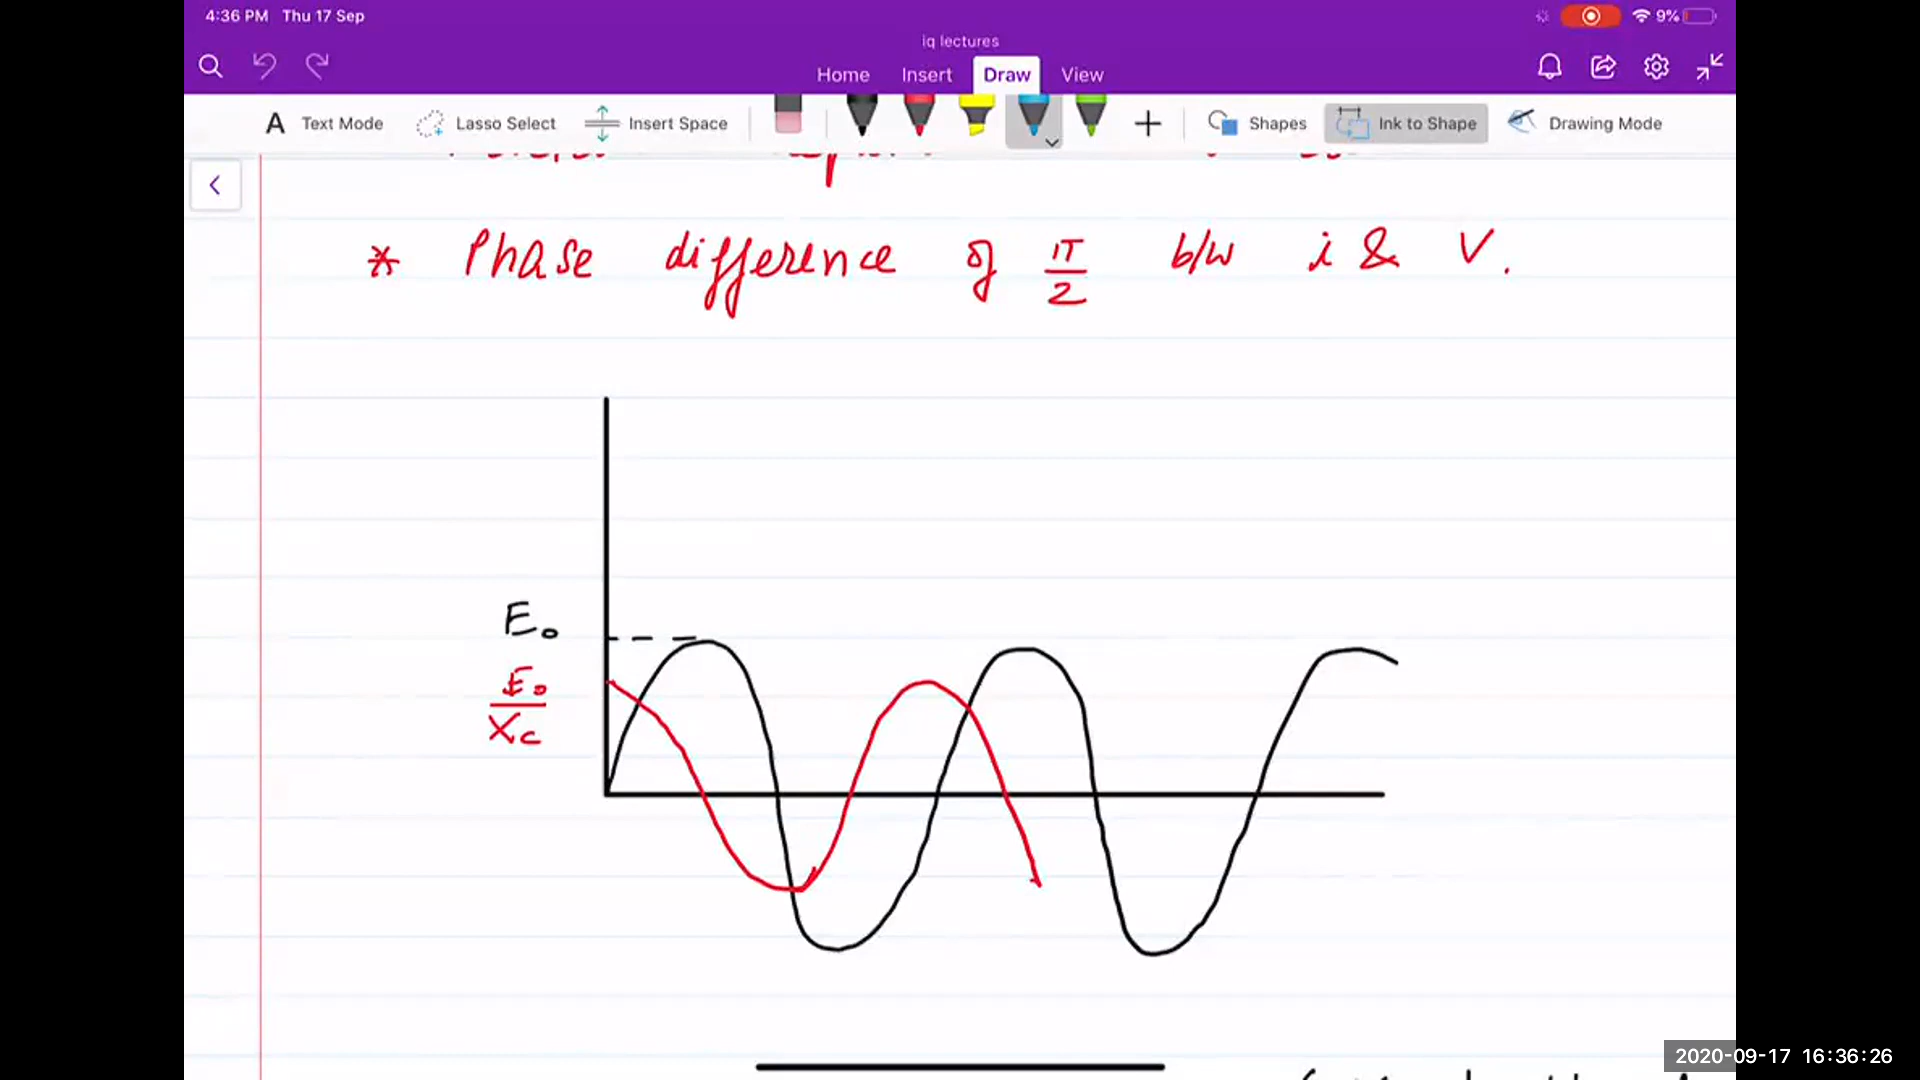 4:36 PM Thu 17 Sep
9%
iq lectures
Home Insert Draw View
A Text Mode Lasso Select Insert Space Shapes Ink to Shape Drawing Mode
* Phase difference of π/2 b/w i & V.
E₀
E₀/Xc
2020-09-17 16:36:26